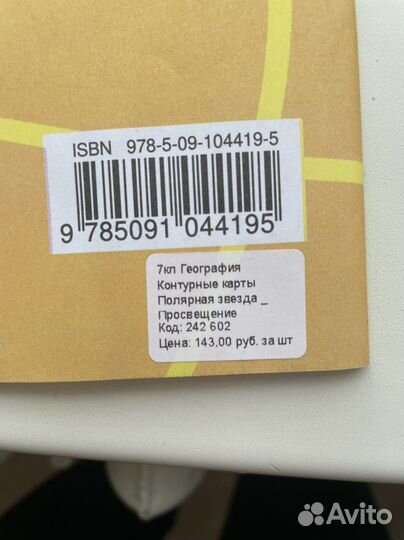 ISBN 978-5-09-104419-5
9 785091 044195
7кл География
Контурные карты
Полярная звезда _
Просвещение
Код: 242 602
Цена: 143,00 руб. за шт
Avito